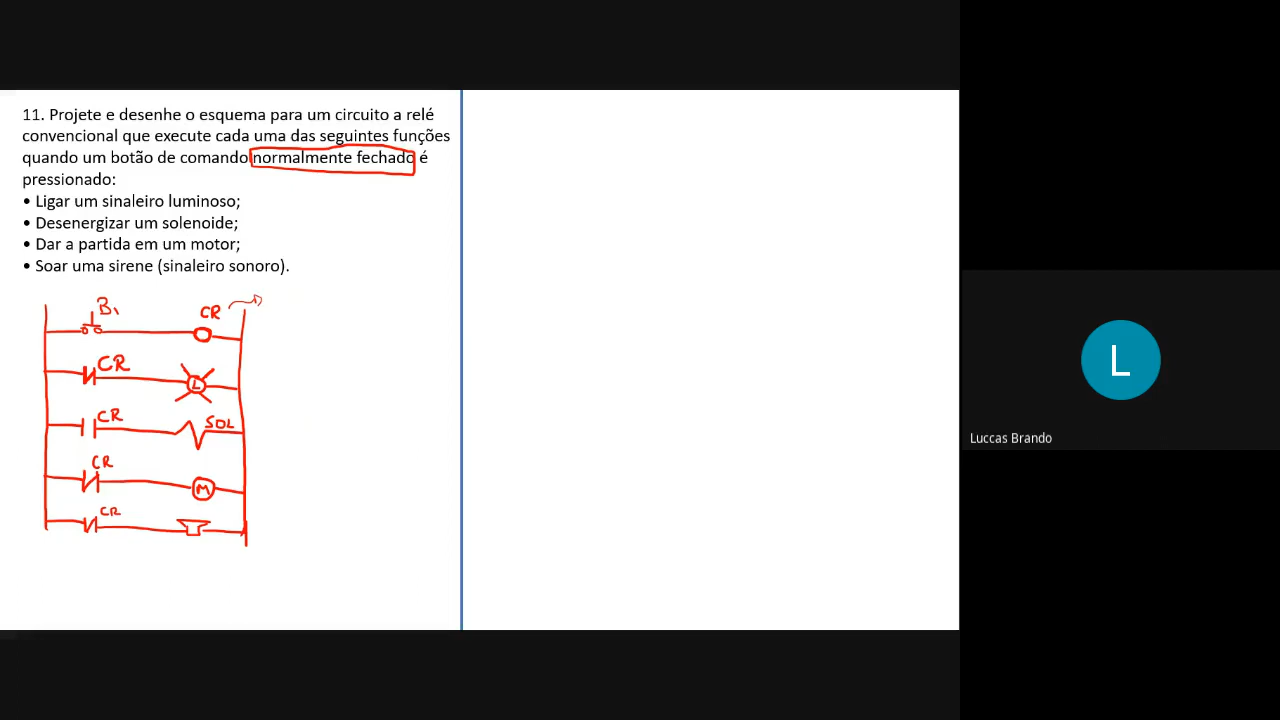 11. Projete e desenhe o esquema para um circuito a relé
convencional que execute cada uma das seguintes funções
quando um botão de comando normalmente fechado é
pressionado:
• Ligar um sinaleiro luminoso;
• Desenergizar um solenoide;
• Dar a partida em um motor;
• Soar uma sirene (sinaleiro sonoro).
B1 CR
CR L
CR SOL
CR M
CR
L
Luccas Brando